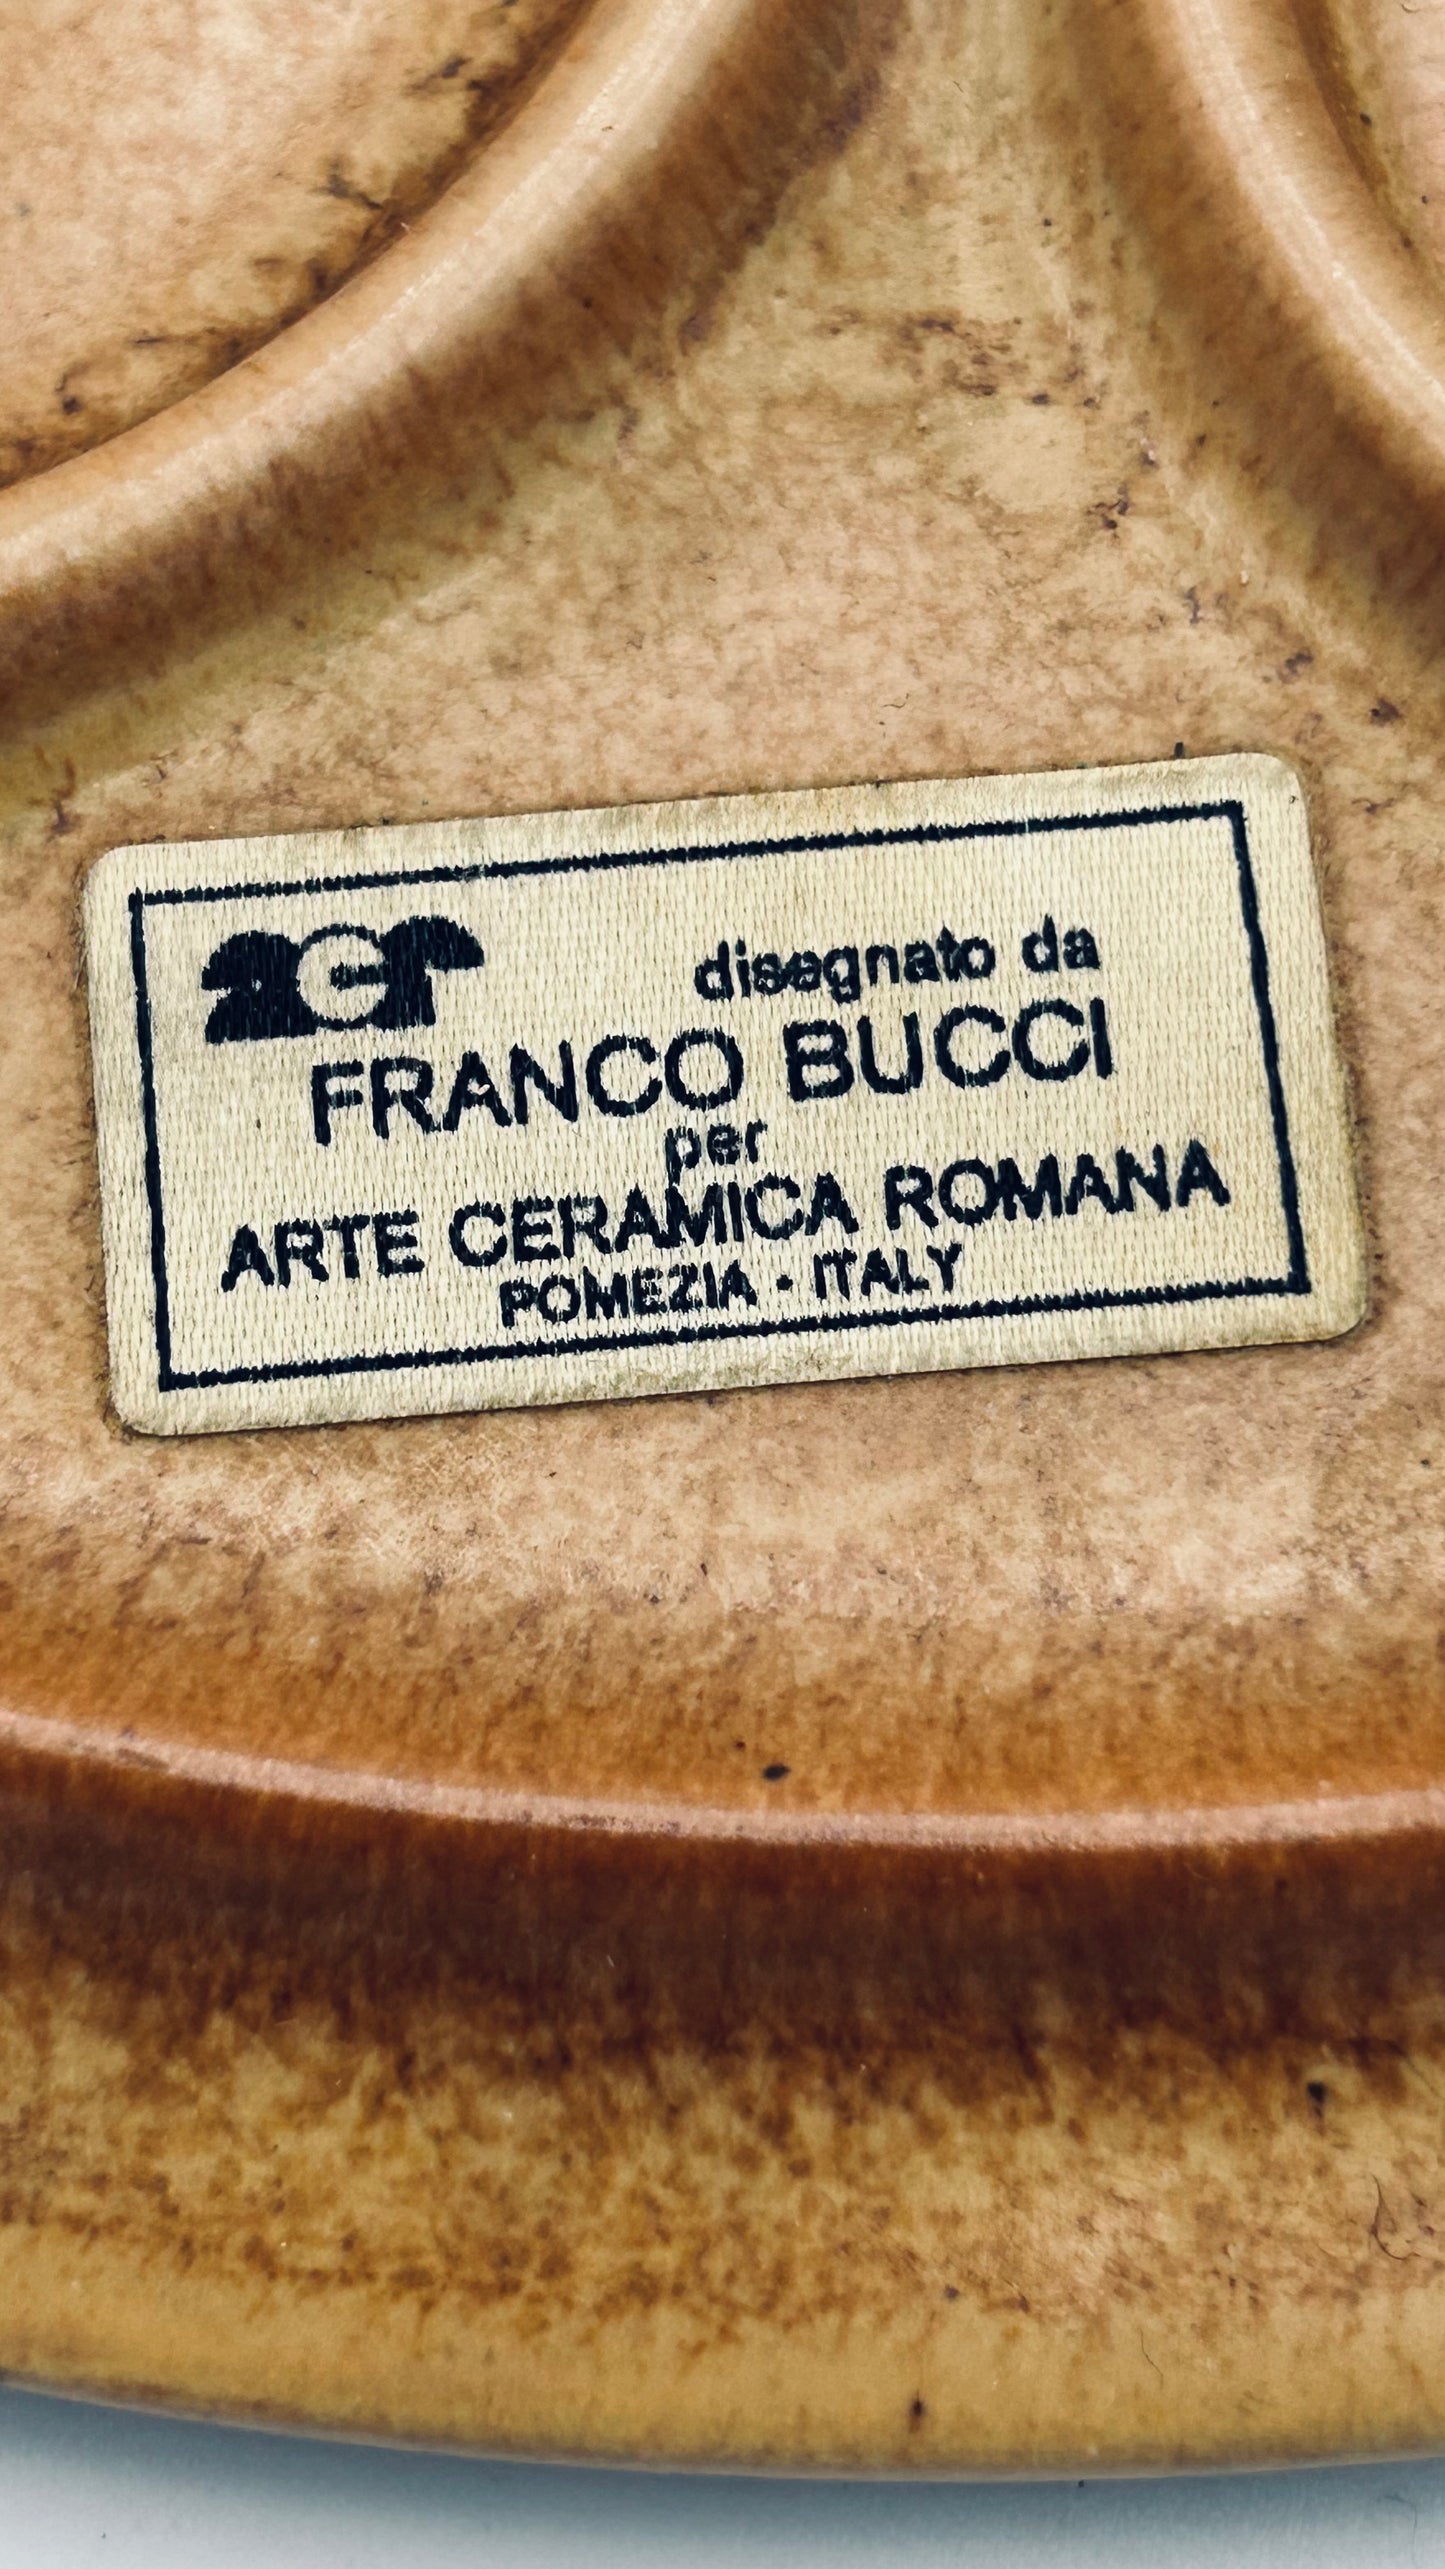 disegnato da
FRANCO BUCCI
per
ARTE CERAMICA ROMANA
POMEZIA · ITALY